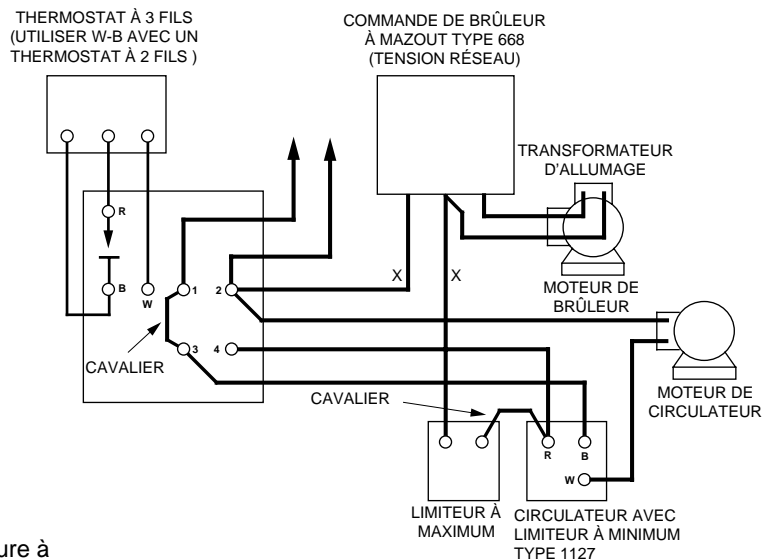 THERMOSTAT À 3 FILS
(UTILISER W-B AVEC UN
THERMOSTAT À 2 FILS )
COMMANDE DE BRÛLEUR
À MAZOUT TYPE 668
(TENSION RÉSEAU)
TRANSFORMATEUR
D'ALLUMAGE
R
B
W
1
2
X
X
MOTEUR DE
BRÛLEUR
3
4
CAVALIER
CAVALIER
MOTEUR DE
CIRCULATEUR
R
B
W
LIMITEUR À
MAXIMUM
CIRCULATEUR AVEC
LIMITEUR À MINIMUM
TYPE 1127
ure à